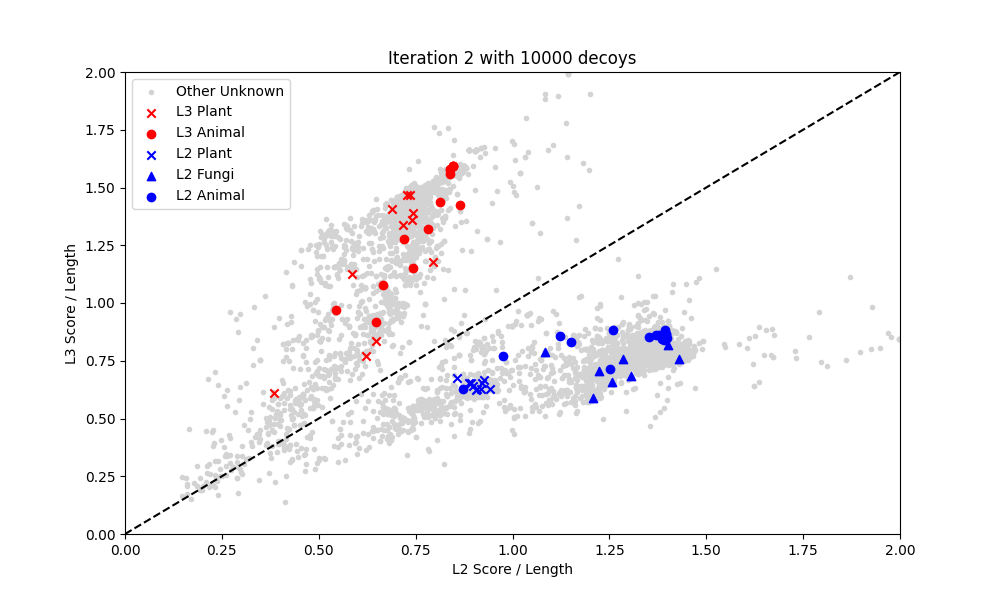 Iteration 2 with 10000 decoys
2.00
1.75
1.50
1.25
1.00
0.75
0.50
0.25
0.00
L3 Score / Length
Other Unknown
L3 Plant
L3 Animal
L2 Plant
L2 Fungi
L2 Animal
0.00 0.25 0.50 0.75 1.00 1.25 1.50 1.75 2.00
L2 Score / Length